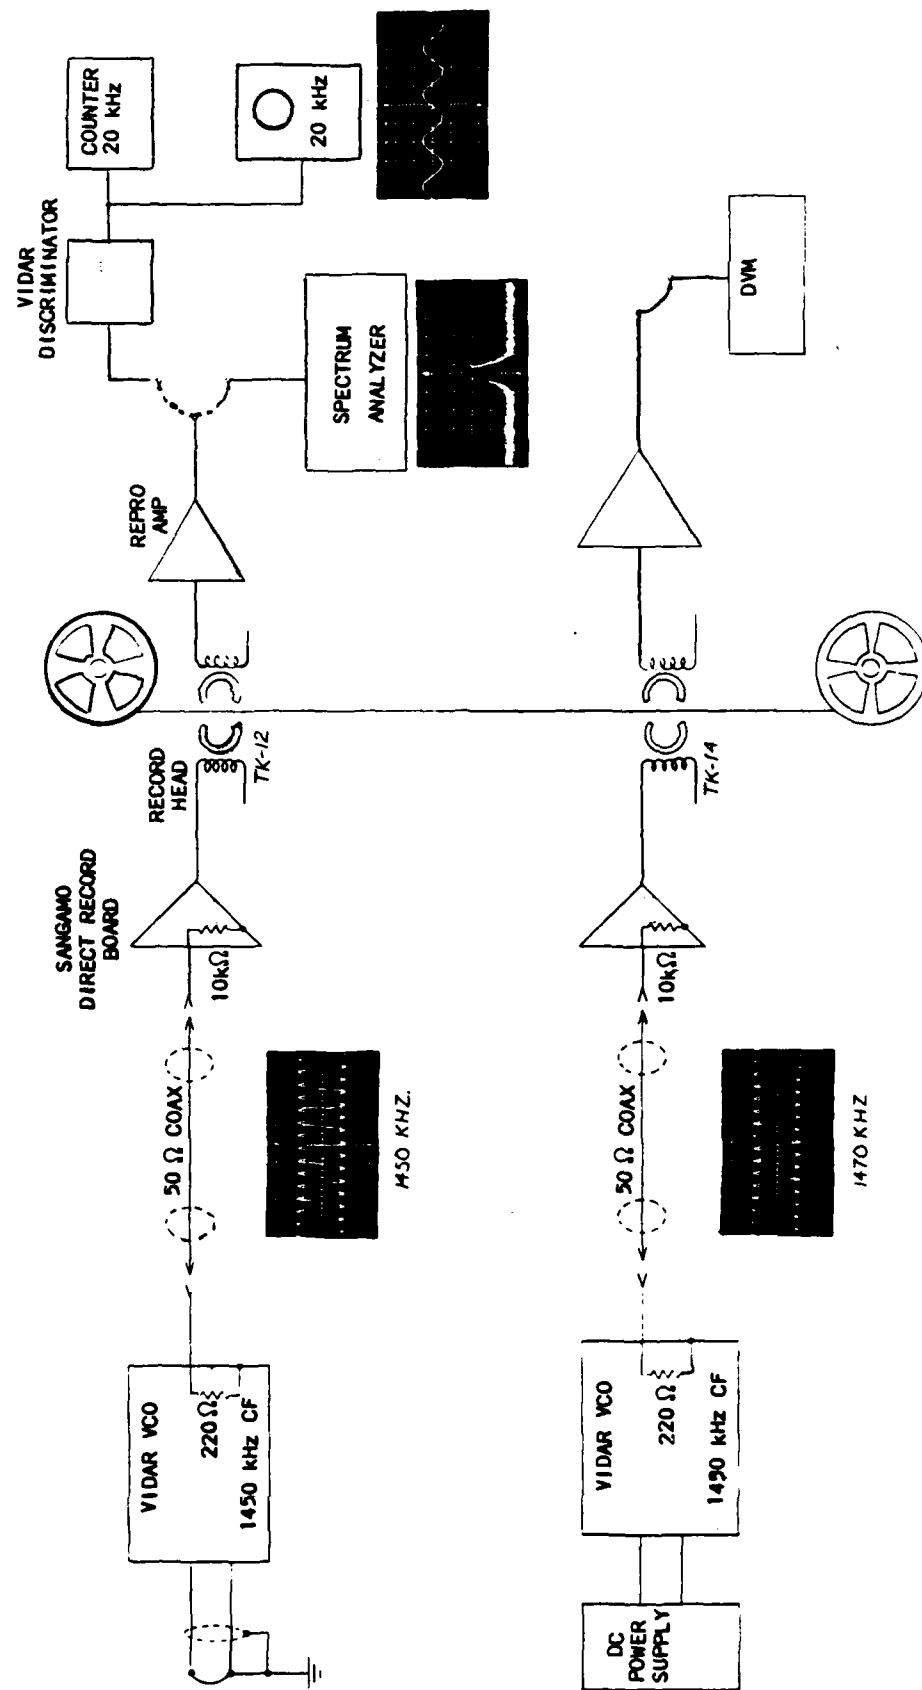 VIDAR VCO
220 Ω
1450 kHz CF
50 Ω COAX
1450 KHZ.
SANGAMO
DIRECT RECORD
BOARD
10kΩ
RECORD
HEAD
TK-12
REPRO
AMP
VIDAR
DISCRIMINATOR
COUNTER
20 kHz
20 kHz
SPECTRUM
ANALYZER
DC
POWER
SUPPLY
VIDAR VCO
220 Ω
1450 kHz CF
50 Ω COAX
1470 KHZ
10kΩ
TK-14
DVM